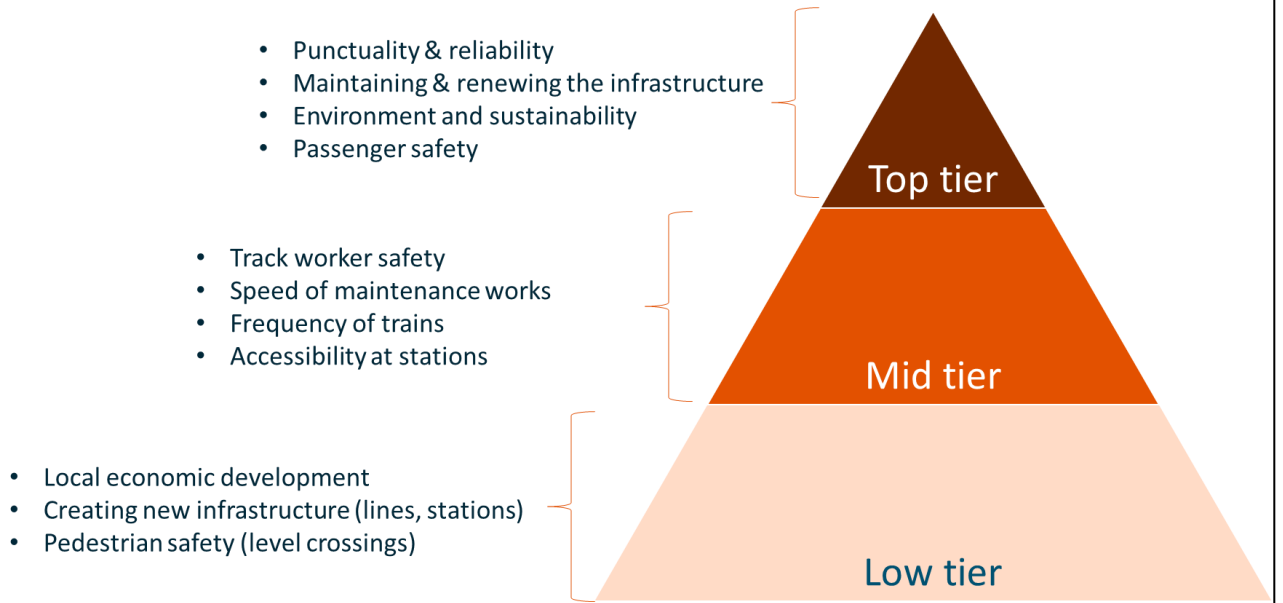 • Punctuality & reliability
• Maintaining & renewing the infrastructure
• Environment and sustainability
• Passenger safety
Top tier
• Track worker safety
• Speed of maintenance works
• Frequency of trains
• Accessibility at stations
Mid tier
• Local economic development
• Creating new infrastructure (lines, stations)
• Pedestrian safety (level crossings)
Low tier